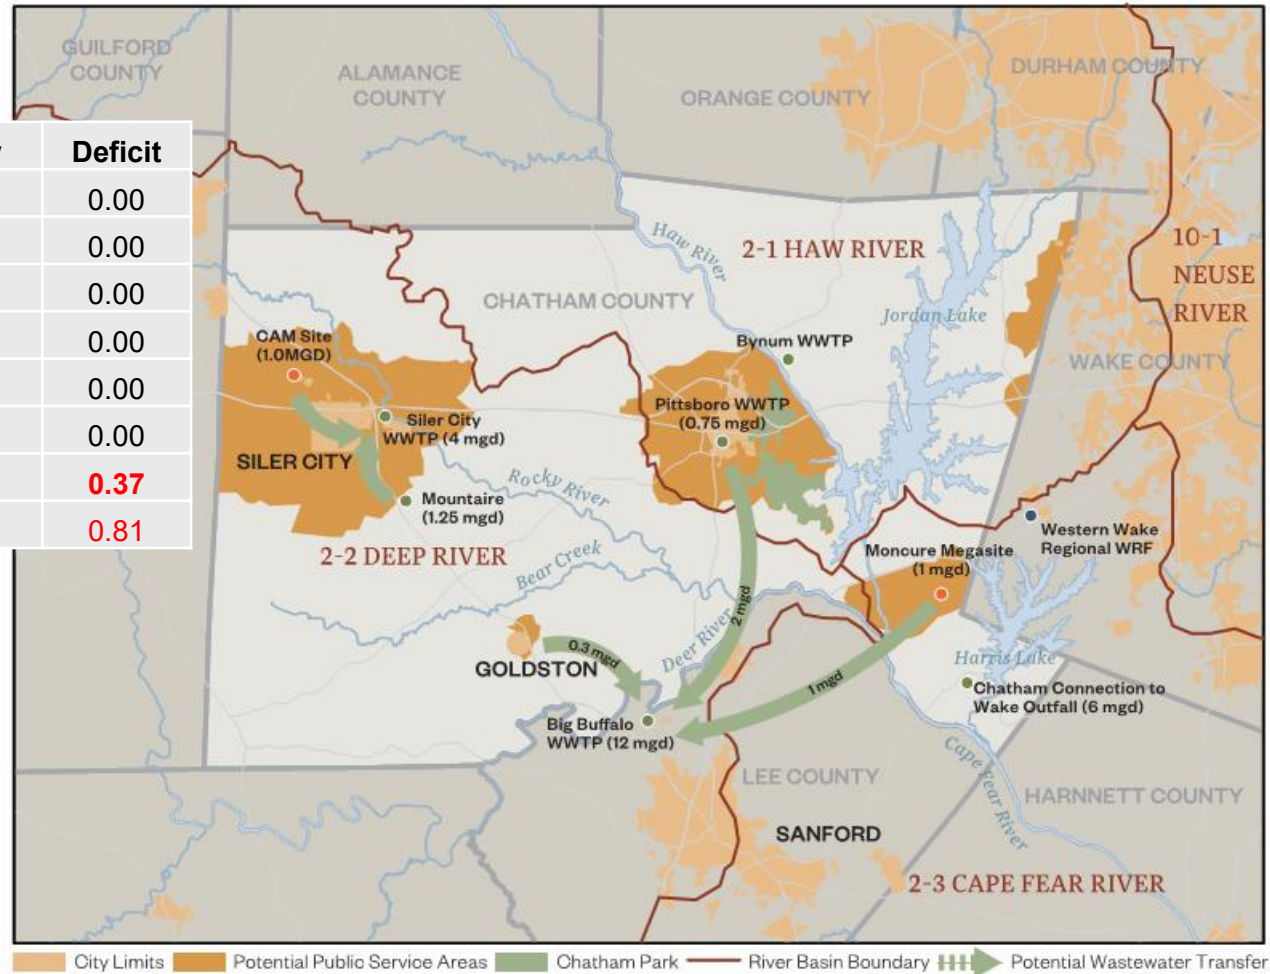 GUILFORD
COUNTY
ALAMANCE
COUNTY
ORANGE COUNTY
DURHAM COUNTY
Deficit
0.00
0.00
0.00
0.00
0.00
0.00
0.37
0.81
Haw River
2-1 HAW RIVER
10-1
NEUSE
RIVER
CHATHAM COUNTY
Jordan Lake
CAM Site
(1.0MGD)
Bynum WWTP
WAKE COUNTY
Pittsboro WWTP
(0.75 mgd)
Siler City
WWTP (4 mgd)
SILER CITY
Rocky River
Mountaire
(1.25 mgd)
Western Wake
Regional WRF
2-2 DEEP RIVER
Bear Creek
Moncure Megasite
(1 mgd)
2 mgd
Deer River
0.3 mgd
GOLDSTON
Harris Lake
1 mgd
Chatham Connection to
Wake Outfall (6 mgd)
Big Buffalo
WWTP (12 mgd)
Cape Fear River
LEE COUNTY
HARNNETT COUNTY
SANFORD
2-3 CAPE FEAR RIVER
City Limits
Potential Public Service Areas
Chatham Park
River Basin Boundary
Potential Wastewater Transfer